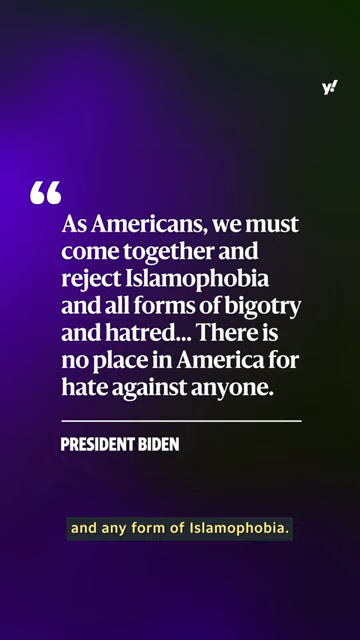 y!
“
As Americans, we must
come together and
reject Islamophobia
and all forms of bigotry
and hatred... There is
no place in America for
hate against anyone.
PRESIDENT BIDEN
and any form of Islamophobia.